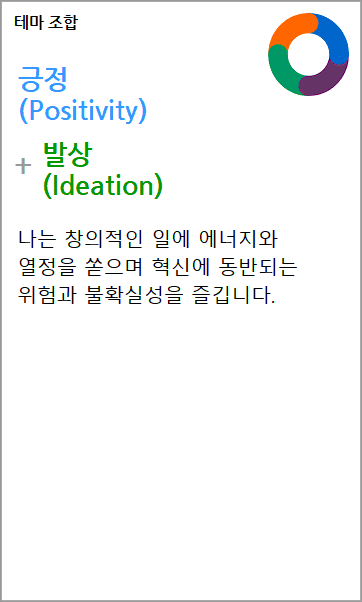 테마 조합
긍정
(Positivity)
+ 발상
(Ideation)
나는 창의적인 일에 에너지와
열정을 쏟으며 혁신에 동반되는
위험과 불확실성을 즐깁니다.